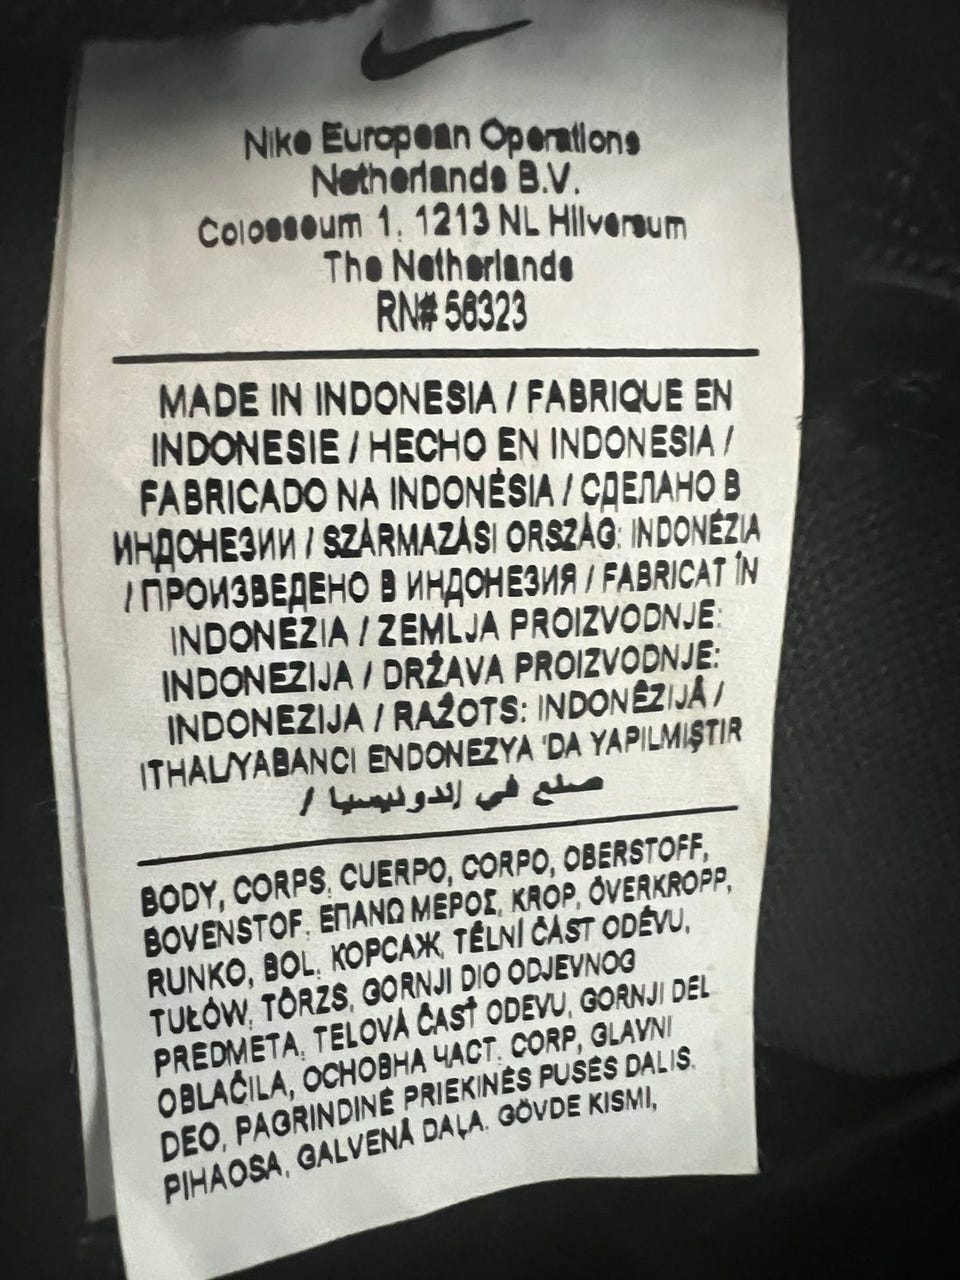 Nike European Operations
Netherlands B.V.
Colosseum 1, 1213 NL Hilversum
The Netherlands
RN# 56323
MADE IN INDONESIA / FABRIQUE EN
INDONESIE / HECHO EN INDONESIA /
FABRICADO NA INDONÉSIA / СДЕЛАНО В
ИНДОНЕЗИИ / SZÁRMAZÁSI ORSZÁG: INDONÉZIA
/ ПРОИЗВЕДЕНО В ИНДОНЕЗИЯ / FABRICAT ÎN
INDONEZIA / ZEMLJA PROIZVODNJE:
INDONEZIJA / DRŽAVA PROIZVODNJE:
INDONEZIJA / RAŽOTS: INDONĒZIJĀ /
ITHAL/YABANCI ENDONEZYA 'DA YAPILMIŞTIR
/ صنع في إندونيسيا
BODY, CORPS, CUERPO, CORPO, OBERSTOFF,
BOVENSTOF, ΕΠΑΝΩ ΜΕΡΟΣ, KROP, ÖVERKROPP,
RUNKO, BOL, КОРСАЖ, TĚLNÍ ČÁST ODĚVU,
TUŁÓW, TÖRZS, GORNJI DIO ODJEVNOG
PREDMETA, TELOVÁ ČASŤ ODEVU, GORNJI DEL
OBLAČILA, ОСНОВНА ЧАСТ, CORP, GLAVNI
DEO, PAGRINDINĖ PRIEKINĖS PUSĖS DALIS,
PIHAOSA, GALVENĀ DAĻA, GÖVDE KISMI,